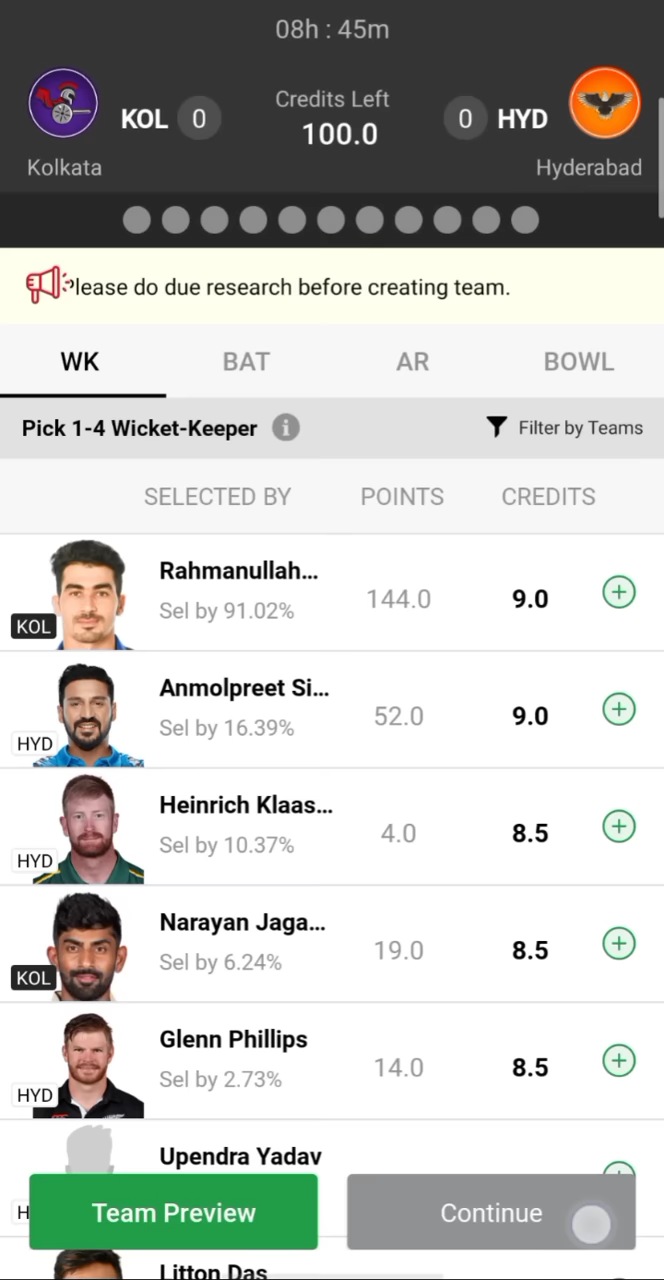 08h : 45m
KOL 0 Credits Left 0 HYD
100.0
Kolkata Hyderabad
lease do due research before creating team.
WK BAT AR BOWL
Pick 1-4 Wicket-Keeper i Filter by Teams
SELECTED BY POINTS CREDITS
Rahmanullah...
KOL Sel by 91.02% 144.0 9.0
Anmolpreet Si...
HYD Sel by 16.39% 52.0 9.0
Heinrich Klaas...
HYD Sel by 10.37% 4.0 8.5
Narayan Jaga...
KOL Sel by 6.24% 19.0 8.5
Glenn Phillips
HYD Sel by 2.73% 14.0 8.5
Upendra Yadav
H Team Preview Continue
Litton Das